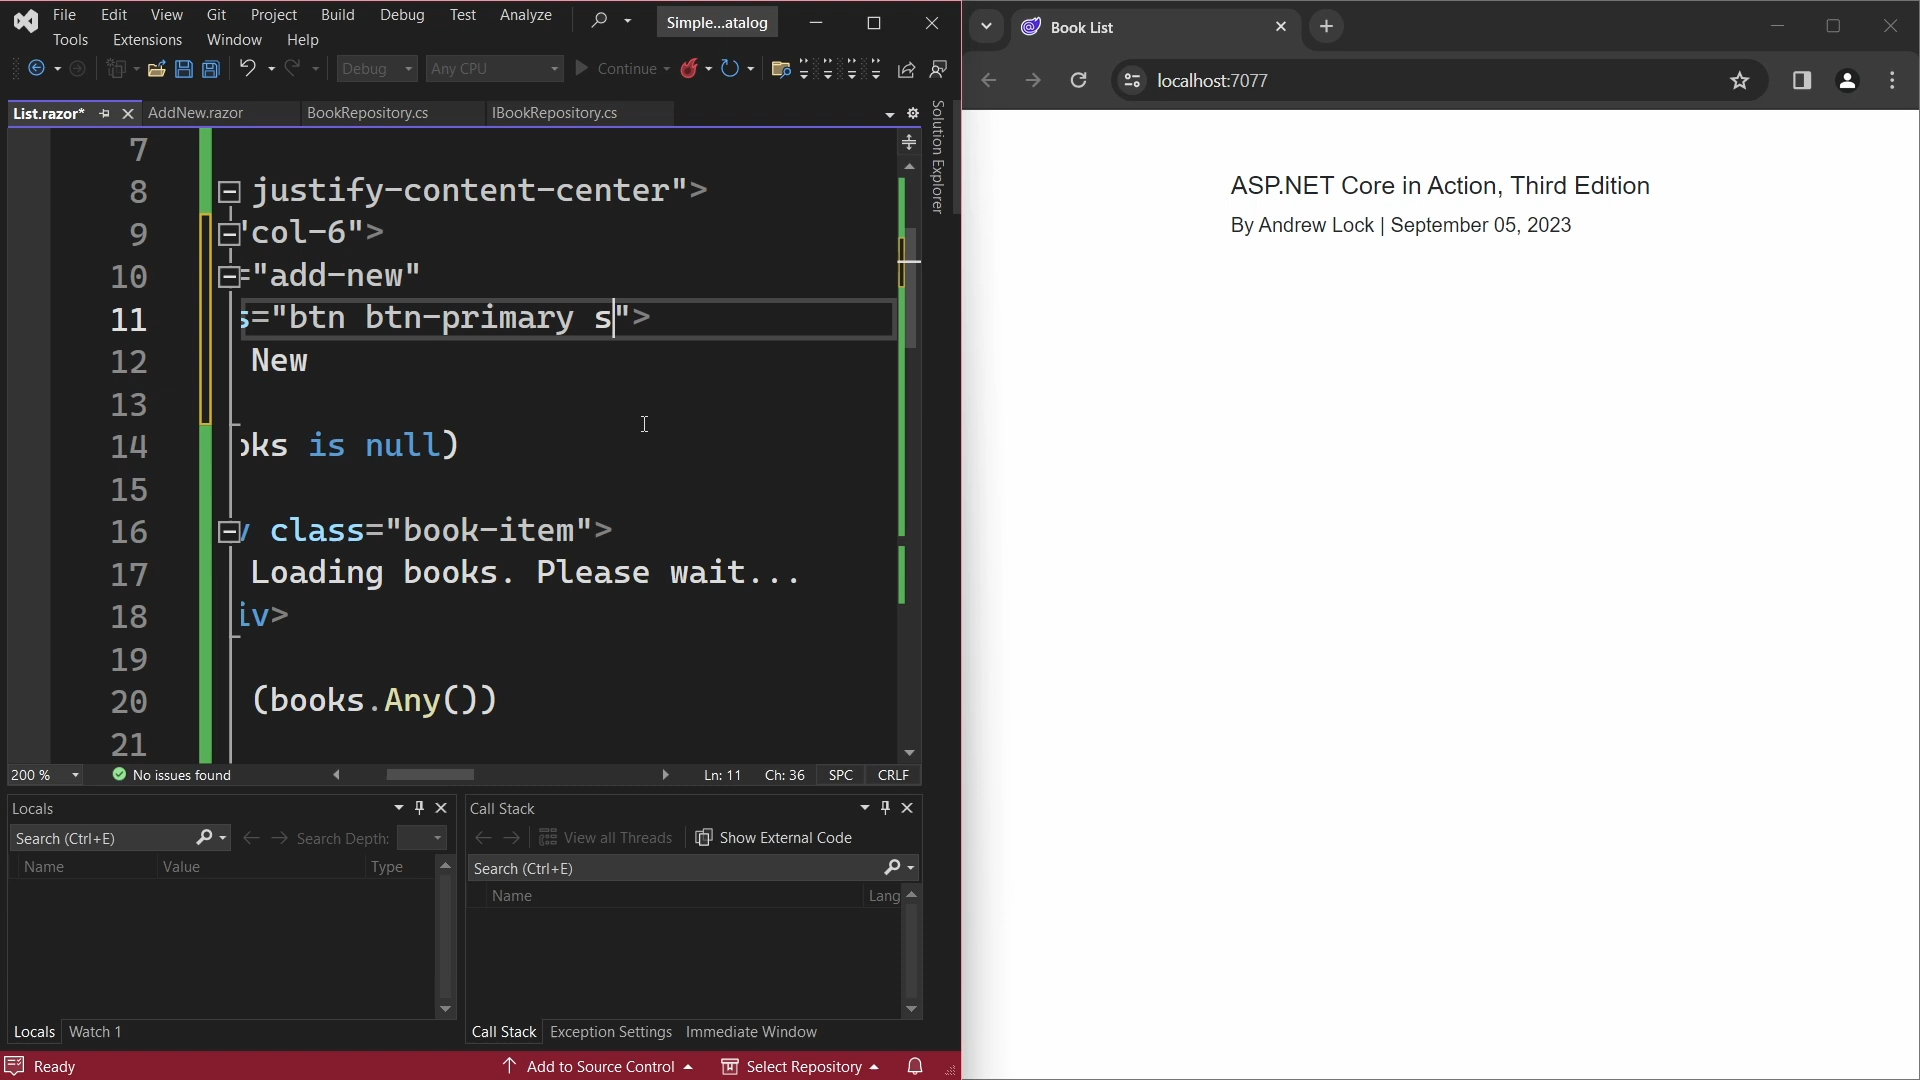 File Edit View Git Project Build Debug Test Analyze
Simple...atalog
Tools Extensions Window Help
Debug Any CPU Continue
List.razor* AddNew.razor BookRepository.cs IBookRepository.cs
Solution Explorer
7
8 justify-content-center">
9 "col-6">
10 ="add-new"
11 s="btn btn-primary s">
12 New
13
14 oks is null)
15
16 v class="book-item">
17 Loading books. Please wait...
18 iv>
19
20 (books.Any())
21
200 % No issues found Ln: 11 Ch: 36 SPC CRLF
Locals
Search (Ctrl+E) Search Depth:
Name Value Type
Locals Watch 1
Call Stack
View all Threads Show External Code
Search (Ctrl+E)
Name Lang
Call Stack Exception Settings Immediate Window
Ready Add to Source Control Select Repository
Book List
localhost:7077
ASP.NET Core in Action, Third Edition
By Andrew Lock | September 05, 2023